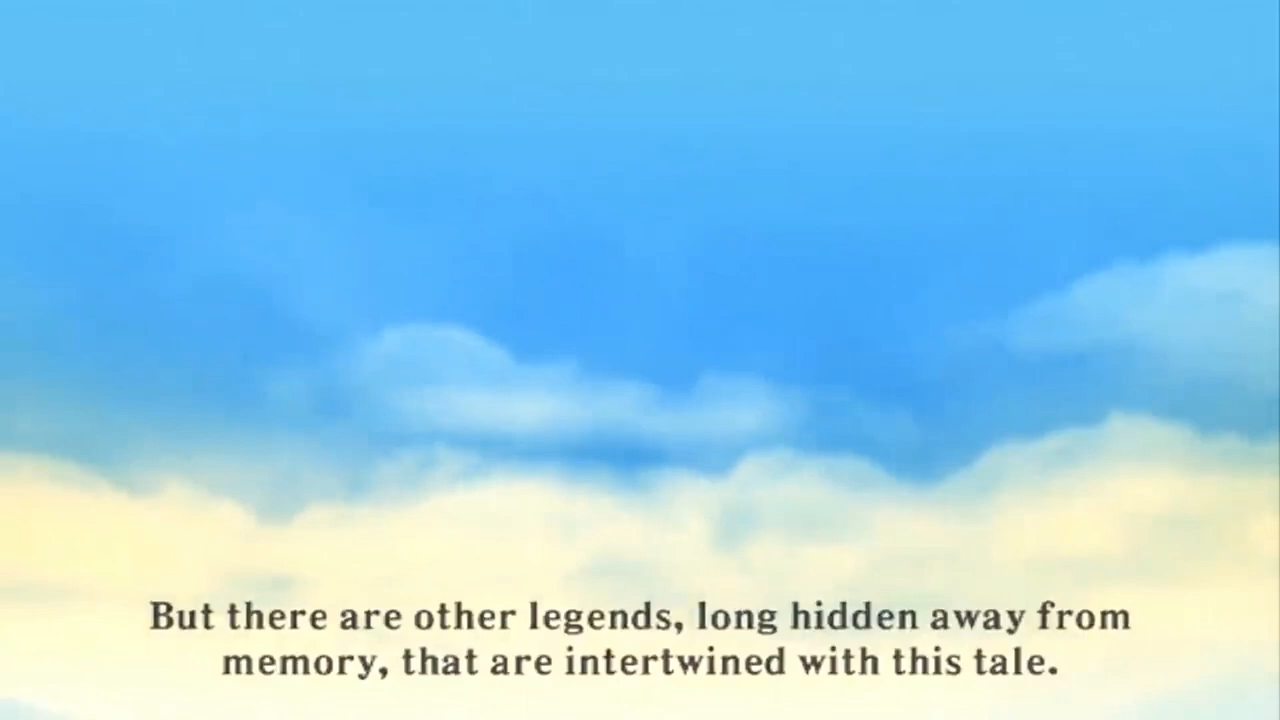 But there are other legends, long hidden away from
memory, that are intertwined with this tale.